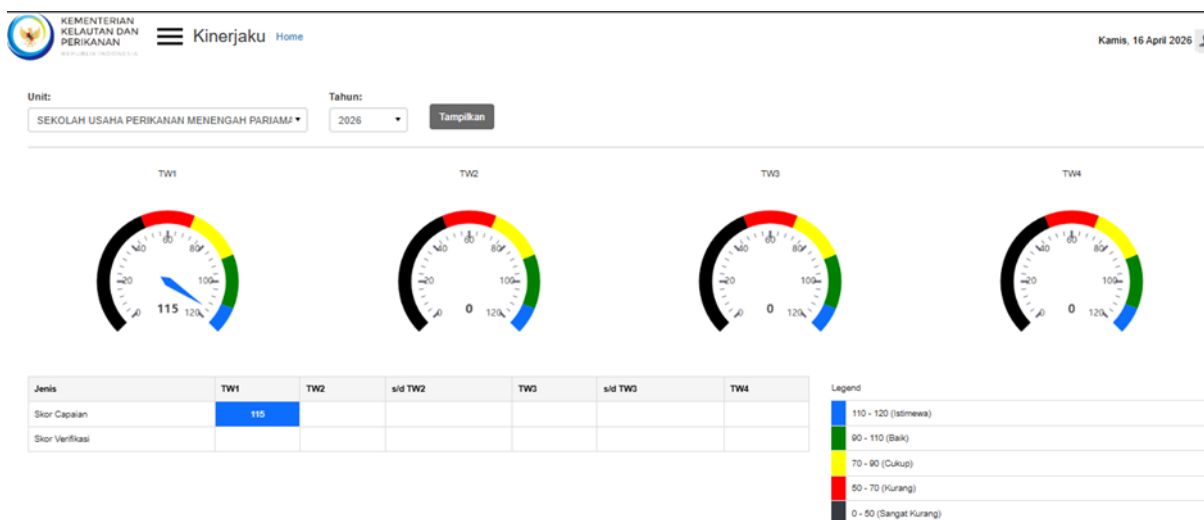 KEMENTERIAN
KELAUTAN DAN
PERIKANAN
REPUBLIK INDONESIA
Kinerjaku Home
Kamis, 16 April 2026
Unit: Tahun:
SEKOLAH USAHA PERIKANAN MENENGAH PARIAMA 2026 Tampilkan
TW1 TW2 TW3 TW4
0 20 40 60 80 100 120 115
0 20 40 60 80 100 120 0
0 20 40 60 80 100 120 0
0 20 40 60 80 100 120 0
Jenis TW1 TW2 s/d TW2 TW3 s/d TW3 TW4
Skor Capaian 115
Skor Verifikasi
Legend
110 - 120 (Istimewa)
90 - 110 (Baik)
70 - 90 (Cukup)
50 - 70 (Kurang)
0 - 50 (Sangat Kurang)